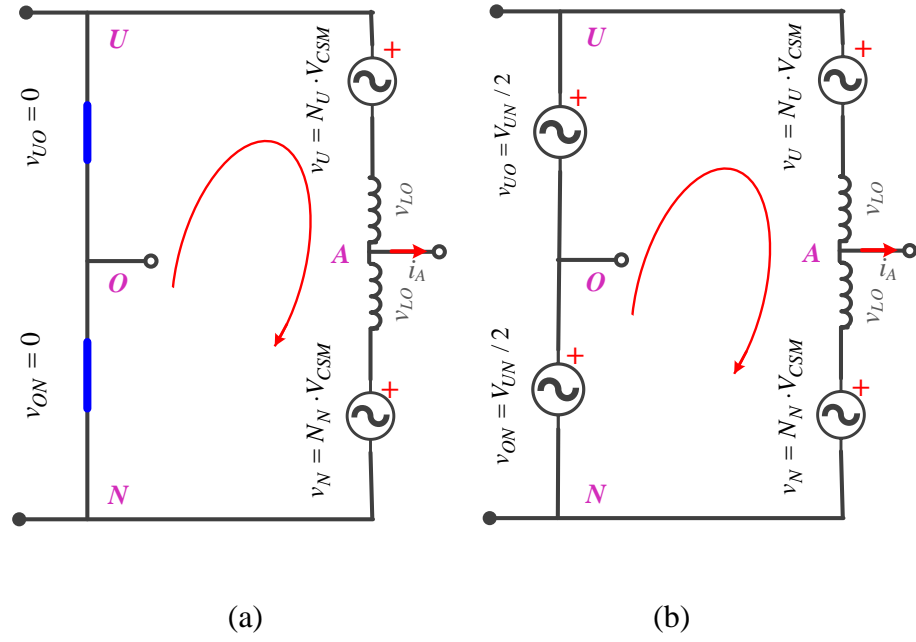 U
+
v_U = N_U · V_CSM
v_UO = 0
v_LO
A
i_A
O
v_LO
v_ON = 0
+
v_N = N_N · V_CSM
N
(a)
U
+
v_U = N_U · V_CSM
+
v_UO = V_UN / 2
v_LO
A
i_A
O
v_LO
+
v_ON = V_UN / 2
+
v_N = N_N · V_CSM
N
(b)